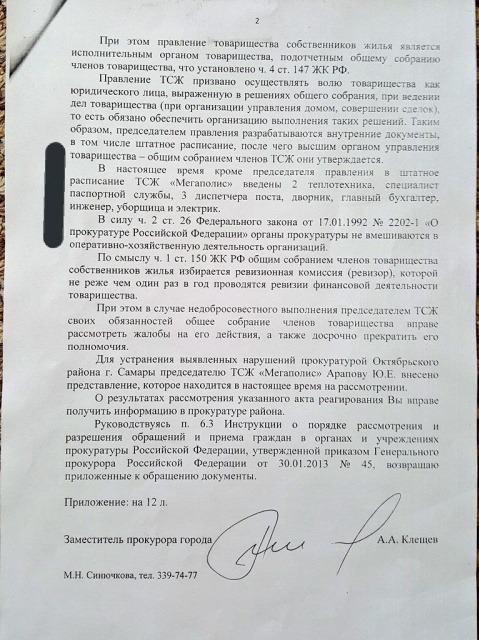 2
При этом правление товарищества собственников жилья является
исполнительным органом товарищества, подотчетным общему собранию
членов товарищества, что установлено ч. 4 ст. 147 ЖК РФ.
Правление ТСЖ призвано осуществлять волю товарищества как
юридического лица, выраженную в решениях общего собрания, при ведении
дел товарищества (при организации управления домом, совершении сделок),
то есть обязано обеспечить организацию выполнения таких решений. Таким
образом, председателем правления разрабатываются внутренние документы,
в том числе штатное расписание, после чего высшим органом управления
товарищества – общим собранием членов ТСЖ они утверждается.
В настоящее время кроме председателя правления в штатное
расписание ТСЖ «Мегаполис» введены 2 теплотехника, специалист
паспортной службы, 3 диспетчера поста, дворник, главный бухгалтер,
инженер, уборщица и электрик.
В силу ч. 2 ст. 26 Федерального закона от 17.01.1992 № 2202-1 «О
прокуратуре Российской Федерации» органы прокуратуры не вмешиваются в
оперативно-хозяйственную деятельность организаций.
По смыслу ч. 1 ст. 150 ЖК РФ общим собранием членов товарищества
собственников жилья избирается ревизионная комиссия (ревизор), которой
не реже чем один раз в год проводятся ревизии финансовой деятельности
товарищества.
При этом в случае недобросовестного выполнения председателем ТСЖ
своих обязанностей общее собрание членов товарищества вправе
рассмотреть жалобы на его действия, а также досрочно прекратить его
полномочия.
Для устранения выявленных нарушений прокуратурой Октябрьского
района г. Самары председателю ТСЖ «Мегаполис» Арапову Ю.Е. внесено
представление, которое находится в настоящее время на рассмотрении.
О результатах рассмотрения указанного акта реагирования Вы вправе
получить информацию в прокуратуре района.
Руководствуясь п. 6.3 Инструкции о порядке рассмотрения и
разрешения обращений и приема граждан в органах и учреждениях
прокуратуры Российской Федерации, утвержденной приказом Генерального
прокурора Российской Федерации от 30.01.2013 № 45, возвращаю
приложенные к обращению документы.
Приложение: на 12 л.
Заместитель прокурора города А.А. Клещев
М.Н. Синючкова, тел. 339-74-77